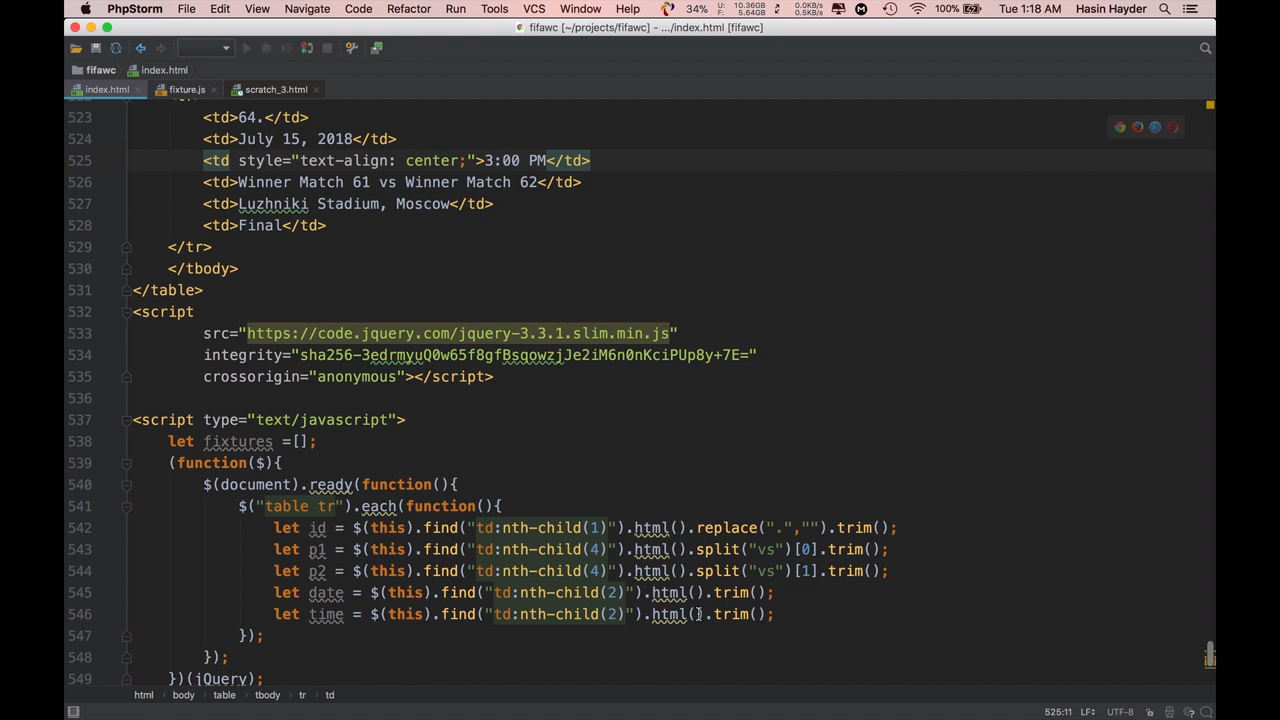 PhpStorm File Edit View Navigate Code Refactor Run Tools VCS Window Help 34% U: 10.36GB F: 5.64GB 0.0KB/s 0.5KB/s 100% Tue 1:18 AM Hasin Hayder
fifawc [~/projects/fifawc] - .../index.html [fifawc]
fifawc index.html
index.html fixture.js scratch_3.html
523 <td>64.</td>
524 <td>July 15, 2018</td>
525 <td style="text-align: center;">3:00 PM</td>
526 <td>Winner Match 61 vs Winner Match 62</td>
527 <td>Luzhniki Stadium, Moscow</td>
528 <td>Final</td>
529 </tr>
530 </tbody>
531 </table>
532 <script
533 src="https://code.jquery.com/jquery-3.3.1.slim.min.js"
534 integrity="sha256-3edrmyuQ0w65f8gfBsqowzjJe2iM6n0nKciPUp8y+7E="
535 crossorigin="anonymous"></script>
536
537 <script type="text/javascript">
538 let fixtures =[];
539 (function($){
540 $(document).ready(function(){
541 $("table tr").each(function(){
542 let id = $(this).find("td:nth-child(1)").html().replace(".","").trim();
543 let p1 = $(this).find("td:nth-child(4)").html().split("vs")[0].trim();
544 let p2 = $(this).find("td:nth-child(4)").html().split("vs")[1].trim();
545 let date = $(this).find("td:nth-child(2)").html().trim();
546 let time = $(this).find("td:nth-child(2)").html().trim();
547 });
548 });
549 })(jQuery);
html body table tbody tr td
525:11 LF UTF-8